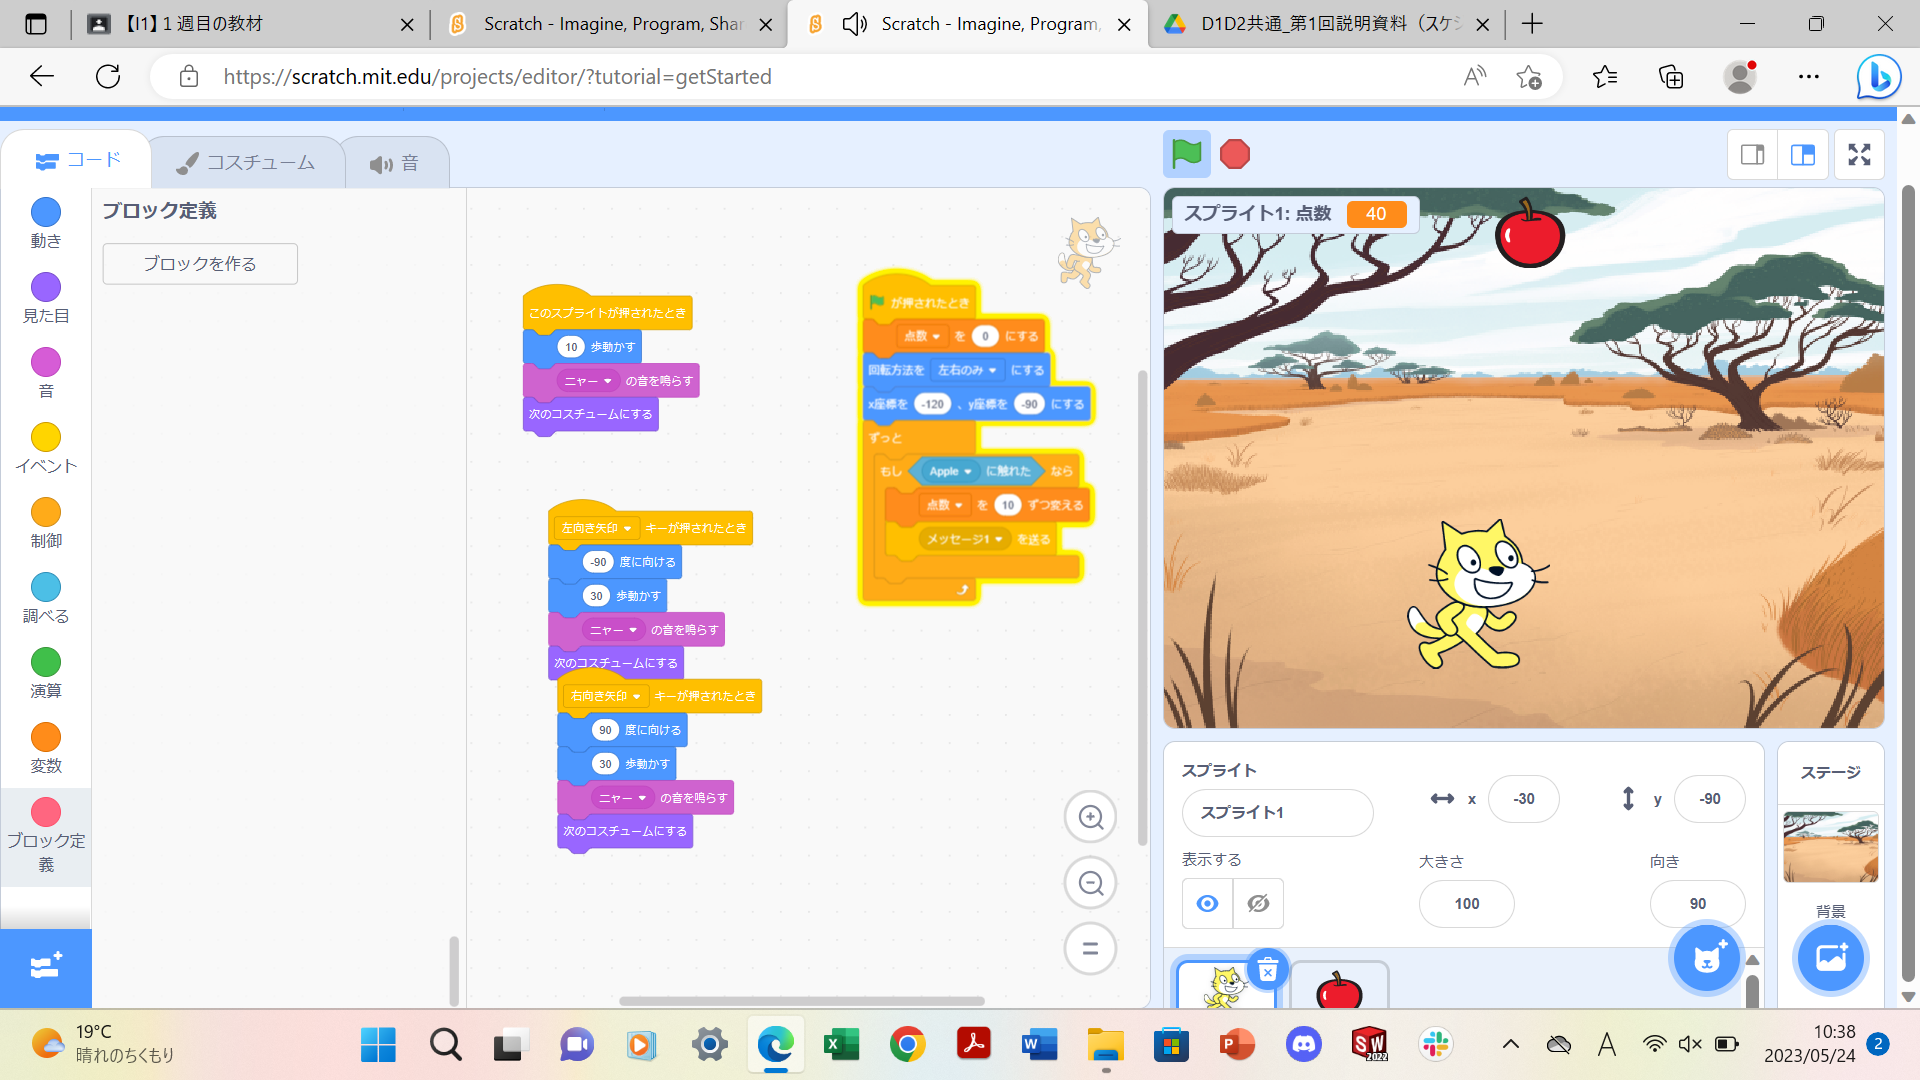 【I1】１週目の教材
Scratch - Imagine, Program, Shar
Scratch - Imagine, Program,
D1D2共通_第1回説明資料（スケジ
https://scratch.mit.edu/projects/editor/?tutorial=getStarted
コード
コスチューム
音
動き
見た目
音
イベント
制御
調べる
演算
変数
ブロック定
義
ブロック定義
ブロックを作る
このスプライトが押されたとき
10 歩動かす
ニャー の音を鳴らす
次のコスチュームにする
左向き矢印 キーが押されたとき
-90 度に向ける
30 歩動かす
ニャー の音を鳴らす
次のコスチュームにする
右向き矢印 キーが押されたとき
90 度に向ける
30 歩動かす
ニャー の音を鳴らす
次のコスチュームにする
が押されたとき
点数 を 0 にする
回転方法を 左右のみ にする
x座標を -120 、y座標を -90 にする
ずっと
もし Apple に触れた なら
点数 を 10 ずつ変える
メッセージ1 を送る
スプライト1: 点数 40
スプライト
スプライト1
x -30
y -90
表示する
大きさ
100
向き
90
ステージ
背景
19°C
晴れのちくもり
SW
2022
A
10:38
2023/05/24
2